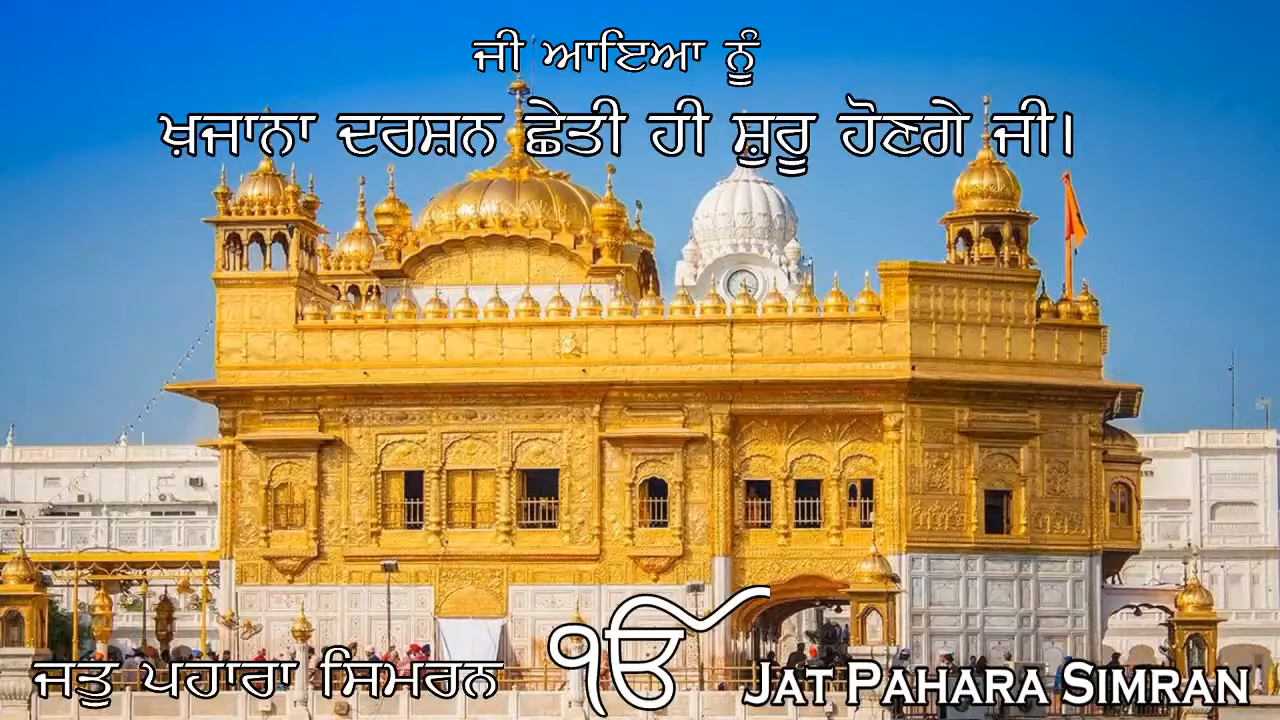 ਜੀ ਆਇਆ ਨੂੰ
ਖ਼ਜਾਨਾ ਦਰਸ਼ਨ ਛੇਤੀ ਹੀ ਸ਼ੁਰੂ ਹੋਣਗੇ ਜੀ।
ਜਤੁ ਪਹਾਰਾ ਸਿਮਰਨ ੴ JAT PAHARA SIMRAN